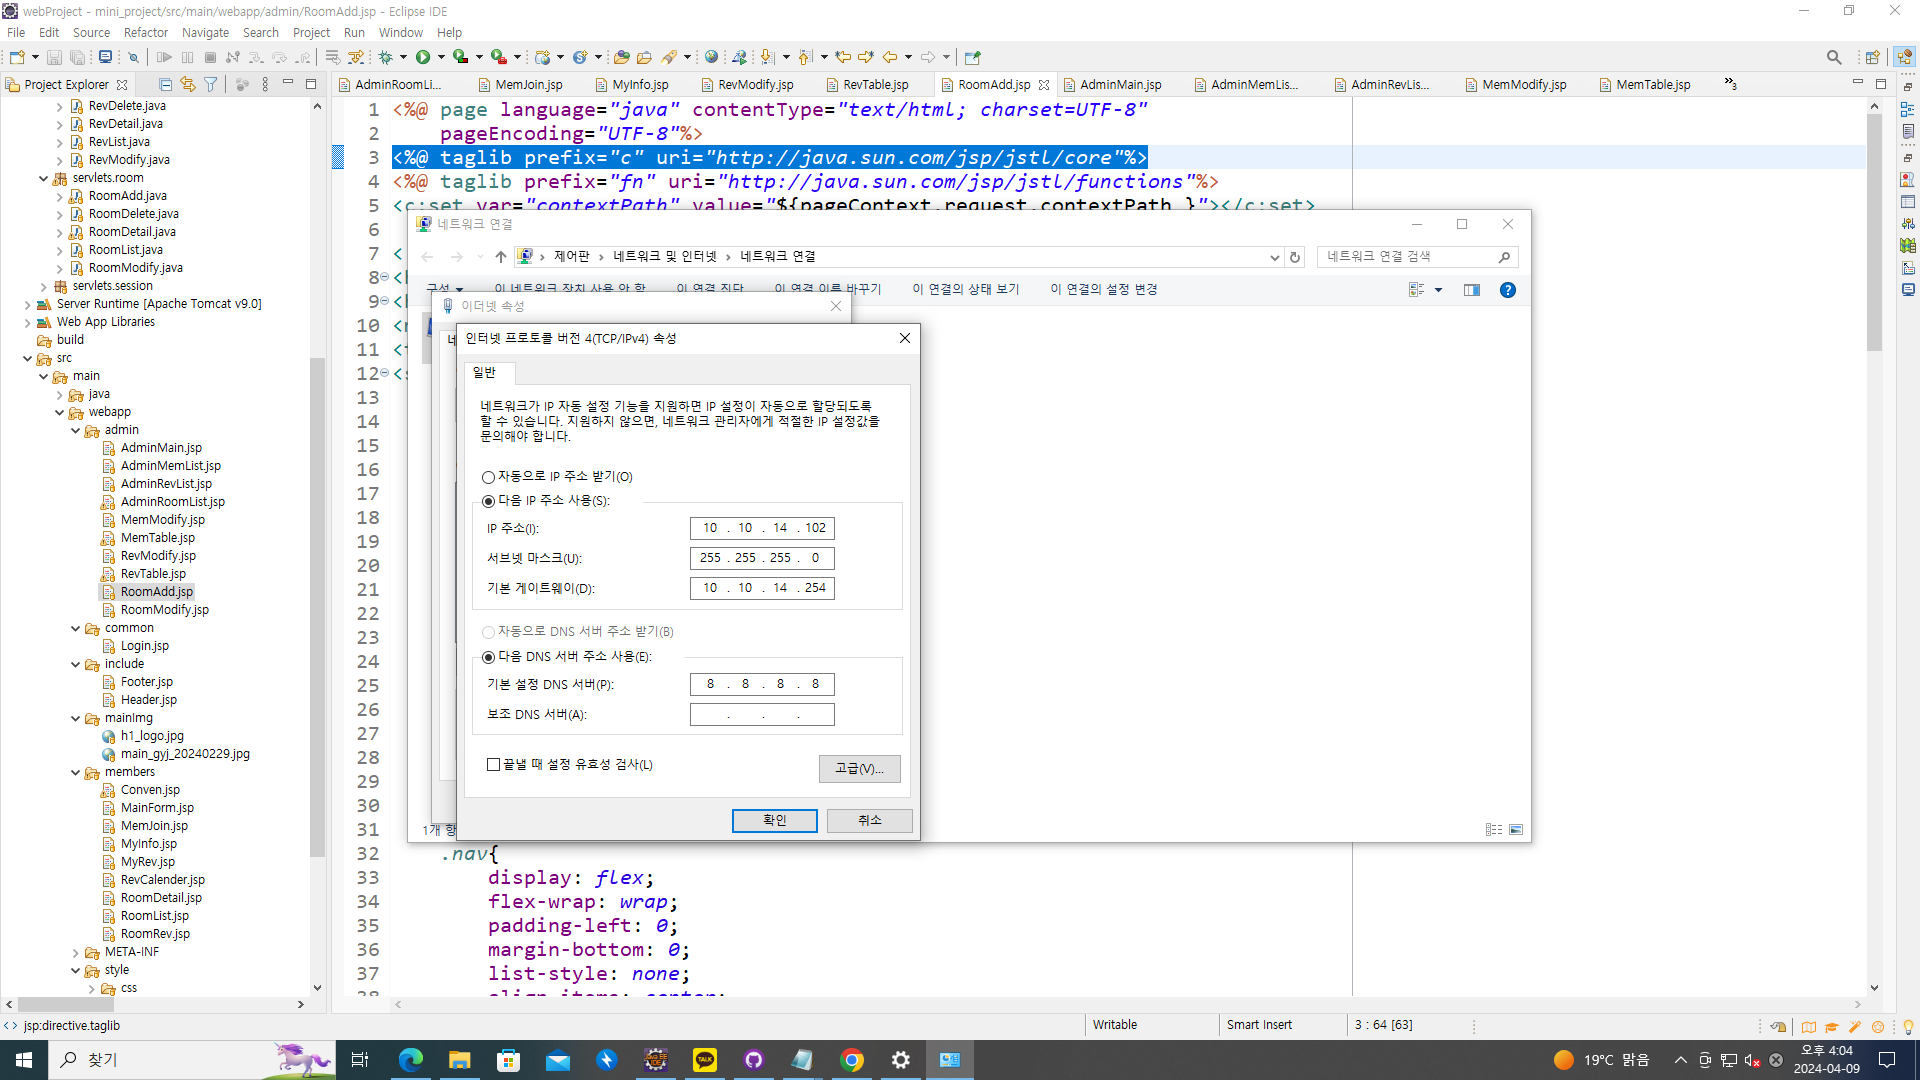 webProject - mini_project/src/main/webapp/admin/RoomAdd.jsp - Eclipse IDE
File Edit Source Refactor Navigate Search Project Run Window Help
Project Explorer
AdminRoomLi...
MemJoin.jsp
MyInfo.jsp
RevModify.jsp
RevTable.jsp
RoomAdd.jsp
AdminMain.jsp
AdminMemLis...
AdminRevLis...
MemModify.jsp
MemTable.jsp
»3
RevDelete.java
RevDetail.java
RevList.java
RevModify.java
servlets.room
RoomAdd.java
RoomDelete.java
RoomDetail.java
RoomList.java
RoomModify.java
servlets.session
Server Runtime [Apache Tomcat v9.0]
Web App Libraries
build
src
main
java
webapp
admin
AdminMain.jsp
AdminMemList.jsp
AdminRevList.jsp
AdminRoomList.jsp
MemModify.jsp
MemTable.jsp
RevModify.jsp
RevTable.jsp
RoomAdd.jsp
RoomModify.jsp
common
Login.jsp
include
Footer.jsp
Header.jsp
mainImg
h1_logo.jpg
main_gyj_20240229.jpg
members
Conven.jsp
MainForm.jsp
MemJoin.jsp
MyInfo.jsp
MyRev.jsp
RevCalender.jsp
RoomDetail.jsp
RoomList.jsp
RoomRev.jsp
META-INF
style
css
1 <%@ page language="java" contentType="text/html; charset=UTF-8"
2 pageEncoding="UTF-8"%>
3 <%@ taglib prefix="c" uri="http://java.sun.com/jsp/jstl/core"%>
4 <%@ taglib prefix="fn" uri="http://java.sun.com/jsp/jstl/functions"%>
5 <c:set var="contextPath" value="${pageContext.request.contextPath }"></c:set>
6
7 <
8 <h
9 <h
10 <
11 <t
12 <s
13
14
15
16
17
18
19
20
21
22
23
24
25
26
27
28
29
30
31
32 .nav{
33 display: flex;
34 flex-wrap: wrap;
35 padding-left: 0;
36 margin-bottom: 0;
37 list-style: none;
38 align-items: center;
네트워크 연결
제어판 › 네트워크 및 인터넷 › 네트워크 연결
네트워크 연결 검색
구성 이 네트워크 장치 사용 안 함 이 연결 진단 이 연결 이름 바꾸기 이 연결의 상태 보기 이 연결의 설정 변경
이더넷 속성
네
1개 항
인터넷 프로토콜 버전 4(TCP/IPv4) 속성
일반
네트워크가 IP 자동 설정 기능을 지원하면 IP 설정이 자동으로 할당되도록
할 수 있습니다. 지원하지 않으면, 네트워크 관리자에게 적절한 IP 설정값을
문의해야 합니다.
자동으로 IP 주소 받기(O)
다음 IP 주소 사용(S):
IP 주소(I): 10 . 10 . 14 . 102
서브넷 마스크(U): 255 . 255 . 255 . 0
기본 게이트웨이(D): 10 . 10 . 14 . 254
자동으로 DNS 서버 주소 받기(B)
다음 DNS 서버 주소 사용(E):
기본 설정 DNS 서버(P): 8 . 8 . 8 . 8
보조 DNS 서버(A): . . .
끝낼 때 설정 유효성 검사(L)
고급(V)...
확인 취소
jsp:directive.taglib
Writable
Smart Insert
3 : 64 [63]
찾기
TALK
19°C 맑음
오후 4:04
2024-04-09